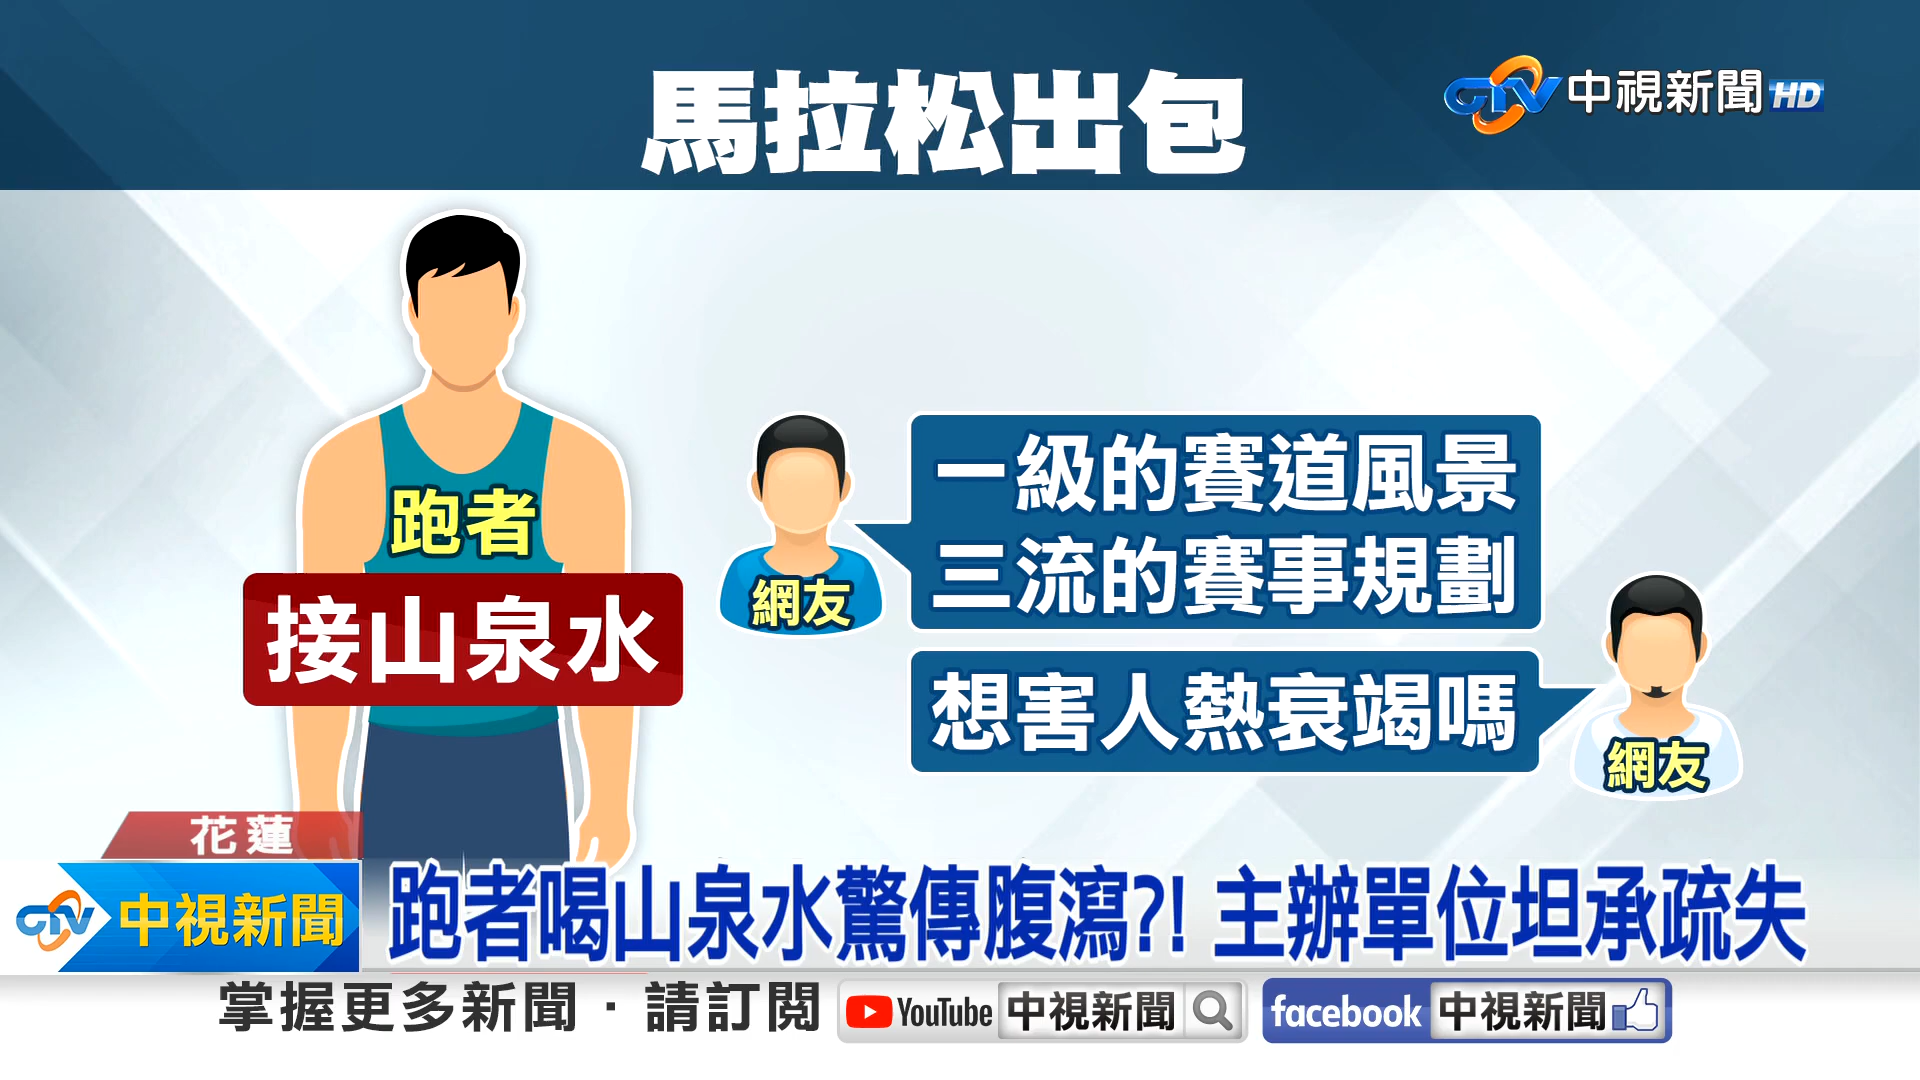 馬拉松出包
CTV中視新聞HD
跑者
接山泉水
網友
一級的賽道風景
三流的賽事規劃
想害人熱衰竭嗎
網友
花蓮
CTV 中視新聞
跑者喝山泉水驚傳腹瀉?! 主辦單位坦承疏失
掌握更多新聞・請訂閱 YouTube 中視新聞 facebook 中視新聞